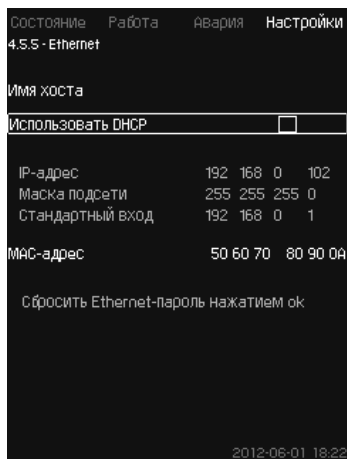 Состояние Работа Авария Настройки
4.5.5 - Ethernet
Имя хоста
Использовать DHCP
IP-адрес 192 168 0 102
Маска подсети 255 255 255 0
Стандартный вход 192 168 0 1
МАС-адрес 50 60 70 80 90 0A
Сбросить Ethernet-пароль нажатием ok
2012-06-01 18:22